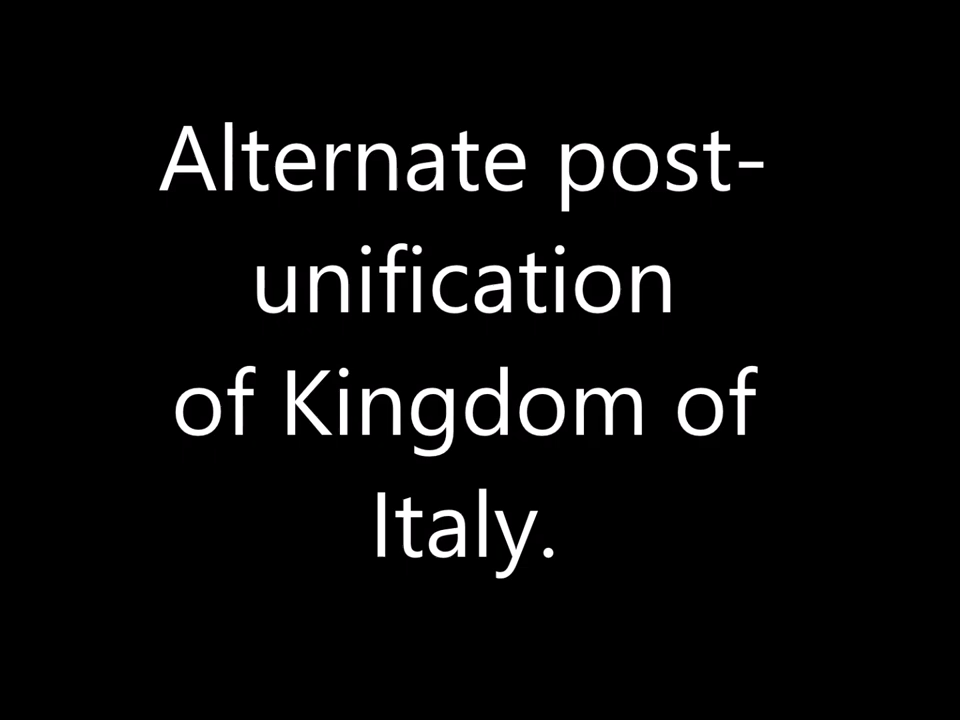 Alternate post-
unification
of Kingdom of
Italy.